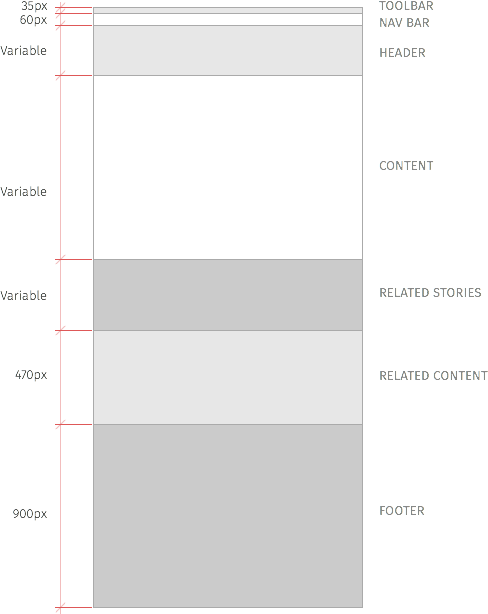 35px TOOLBAR
60px NAV BAR
Variable HEADER
CONTENT
Variable
Variable RELATED STORIES
470px RELATED CONTENT
900px FOOTER